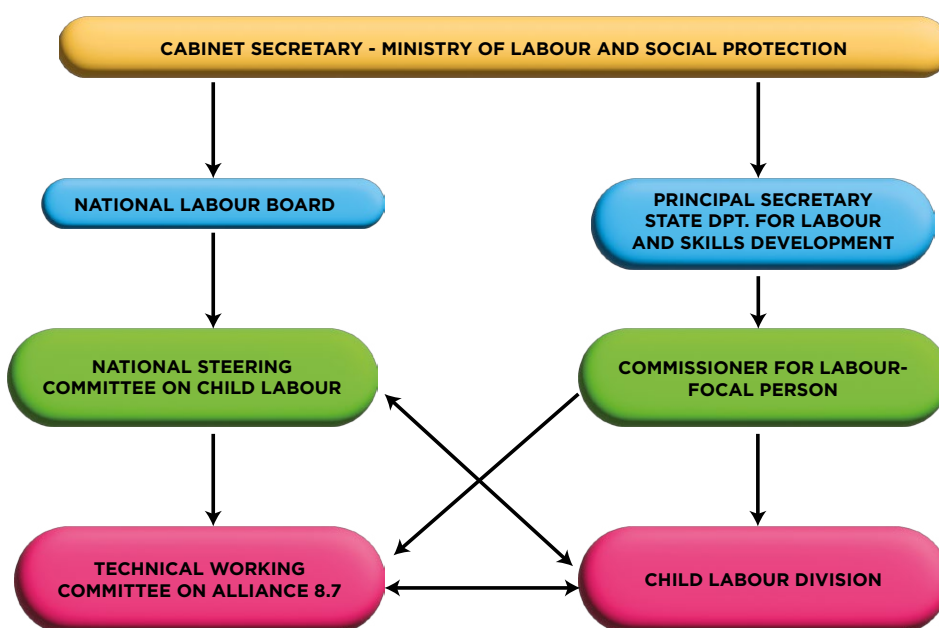 CABINET SECRETARY - MINISTRY OF LABOUR AND SOCIAL PROTECTION
NATIONAL LABOUR BOARD
PRINCIPAL SECRETARY
STATE DPT. FOR LABOUR
AND SKILLS DEVELOPMENT
NATIONAL STEERING
COMMITTEE ON CHILD LABOUR
COMMISSIONER FOR LABOUR-
FOCAL PERSON
TECHNICAL WORKING
COMMITTEE ON ALLIANCE 8.7
CHILD LABOUR DIVISION